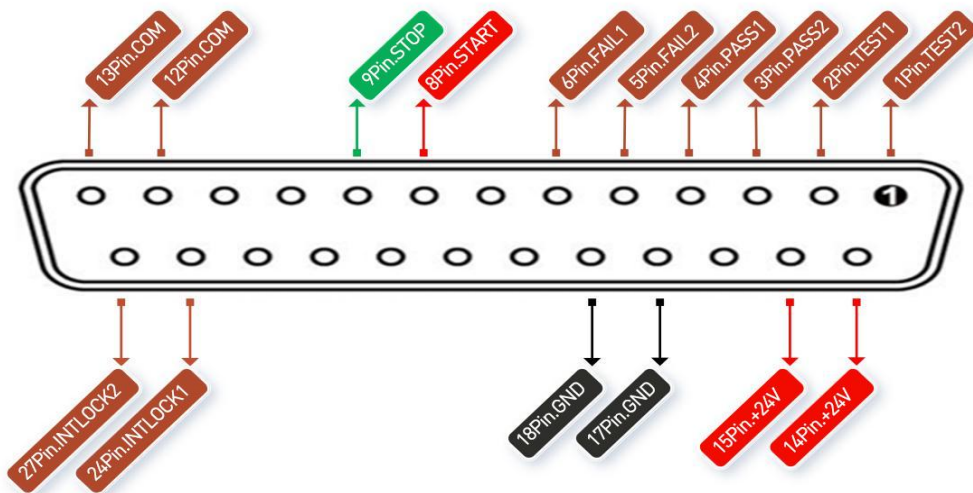 13Pin.COM
12Pin.COM
9Pin.STOP
8Pin.START
6Pin.FAIL1
5Pin.FAIL2
4Pin.PASS1
3Pin.PASS2
2Pin.TEST1
1Pin.TEST2
1
27Pin.INTLOCK2
24Pin.INTLOCK1
18Pin.GND
17Pin.GND
15Pin.+24V
14Pin.+24V